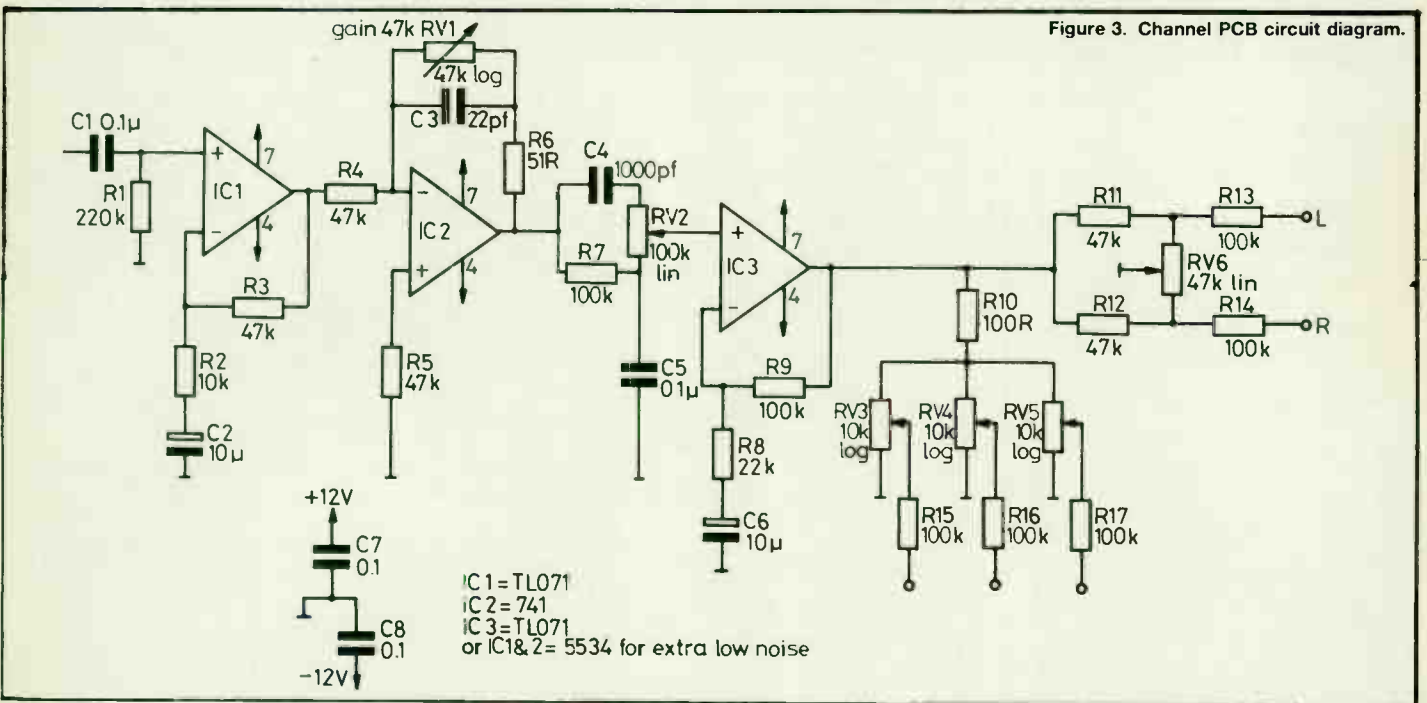 Figure 3. Channel PCB circuit diagram.
gain 47k RV1
47k log
C3
22pf
C1 0.1µ
R1
220k
+
IC1
-
7
4
R3
47k
R2
10k
C2
10µ
R4
47k
-
IC2
+
7
4
R5
47k
R6
51R
C4
1000pf
R7
100k
RV2
100k
lin
C5
01µ
+
IC3
-
7
4
R9
100k
R8
22k
C6
10µ
R10
100R
RV3
10k
log
RV4
10k
log
RV5
10k
log
R15
100k
R16
100k
R17
100k
R11
47k
R12
47k
RV6
47k lin
R13
100k
R14
100k
L
R
+12V
C7
0.1
C8
0.1
-12V
IC1=TL071
IC2=741
IC3=TL071
or IC1&2=5534 for extra low noise